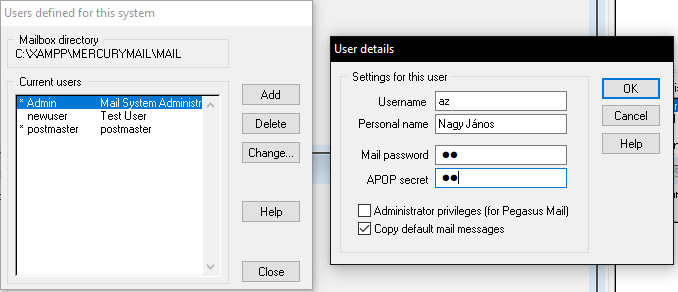 Users defined for this system
Mailbox directory
C:\XAMPP\MERCURYMAIL\MAIL
Current users
* Admin Mail System Administr
newuser Test User
* postmaster postmaster
Add
Delete
Change...
Help
Close
User details
Settings for this user
Username az
Personal name Nagy János
Mail password ●●
APOP secret ●●
Administrator privileges (for Pegasus Mail)
Copy default mail messages
OK
Cancel
Help